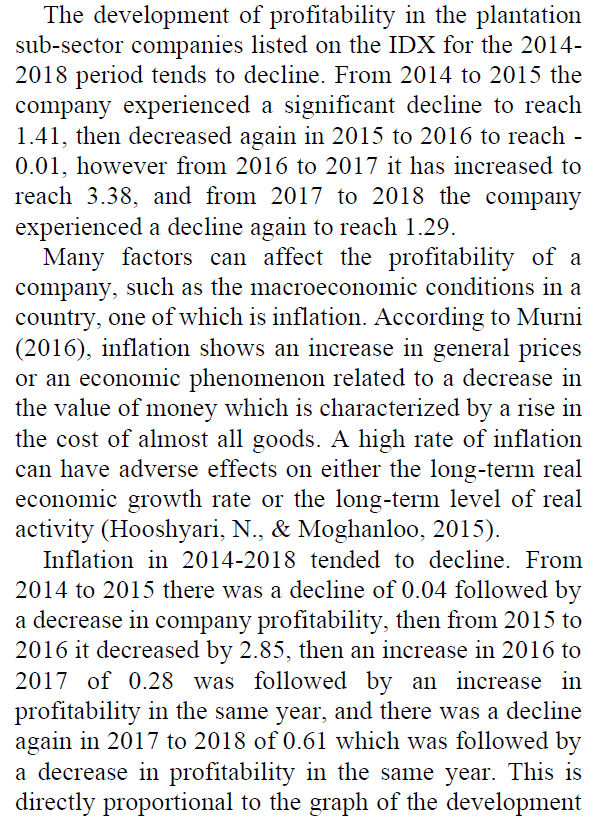 The development of profitability in the plantation
sub-sector companies listed on the IDX for the 2014-
2018 period tends to decline. From 2014 to 2015 the
company experienced a significant decline to reach
1.41, then decreased again in 2015 to 2016 to reach -
0.01, however from 2016 to 2017 it has increased to
reach 3.38, and from 2017 to 2018 the company
experienced a decline again to reach 1.29.
Many factors can affect the profitability of a
company, such as the macroeconomic conditions in a
country, one of which is inflation. According to Murni
(2016), inflation shows an increase in general prices
or an economic phenomenon related to a decrease in
the value of money which is characterized by a rise in
the cost of almost all goods. A high rate of inflation
can have adverse effects on either the long-term real
economic growth rate or the long-term level of real
activity (Hooshyari, N., & Moghanloo, 2015).
Inflation in 2014-2018 tended to decline. From
2014 to 2015 there was a decline of 0.04 followed by
a decrease in company profitability, then from 2015 to
2016 it decreased by 2.85, then an increase in 2016 to
2017 of 0.28 was followed by an increase in
profitability in the same year, and there was a decline
again in 2017 to 2018 of 0.61 which was followed by
a decrease in profitability in the same year. This is
directly proportional to the graph of the development